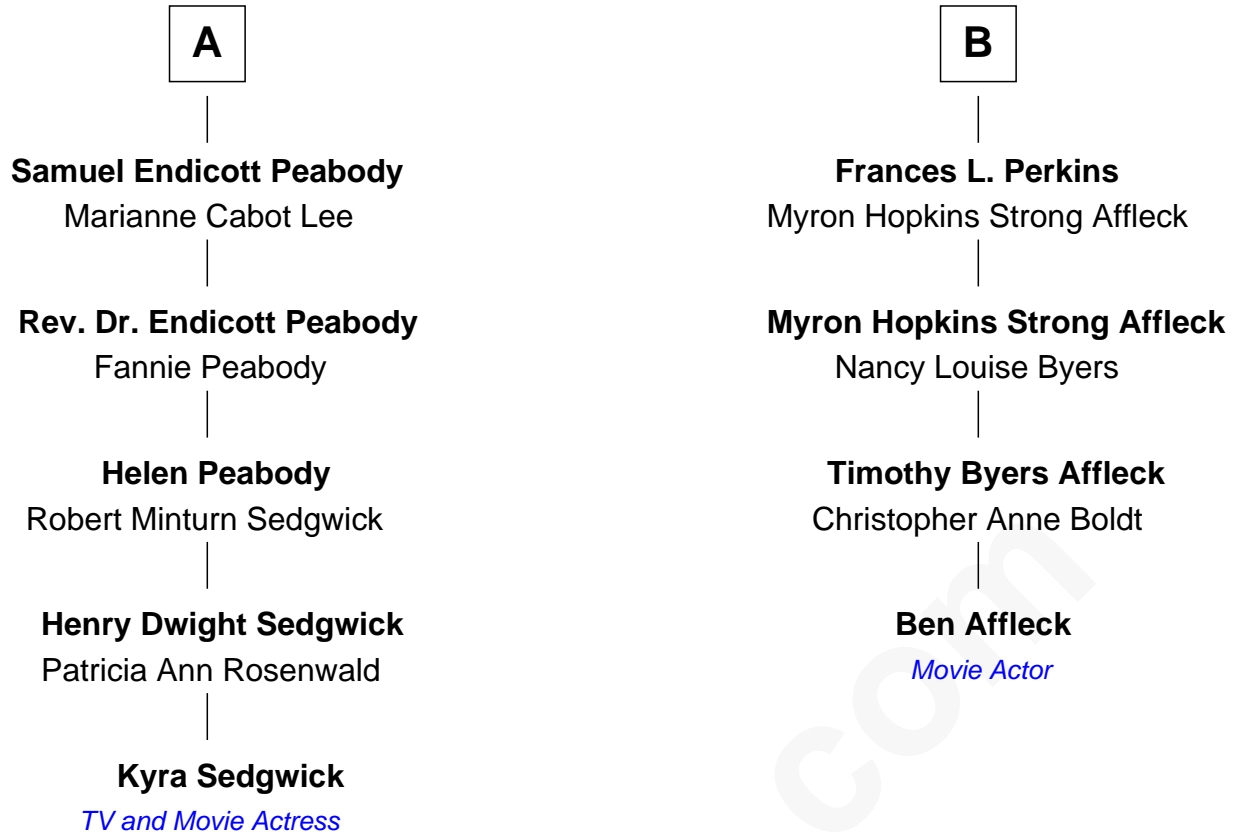 A
Samuel Endicott Peabody
Marianne Cabot Lee
Rev. Dr. Endicott Peabody
Fannie Peabody
Helen Peabody
Robert Minturn Sedgwick
Henry Dwight Sedgwick
Patricia Ann Rosenwald
Kyra Sedgwick
TV and Movie Actress
B
Frances L. Perkins
Myron Hopkins Strong Affleck
Myron Hopkins Strong Affleck
Nancy Louise Byers
Timothy Byers Affleck
Christopher Anne Boldt
Ben Affleck
Movie Actor
com